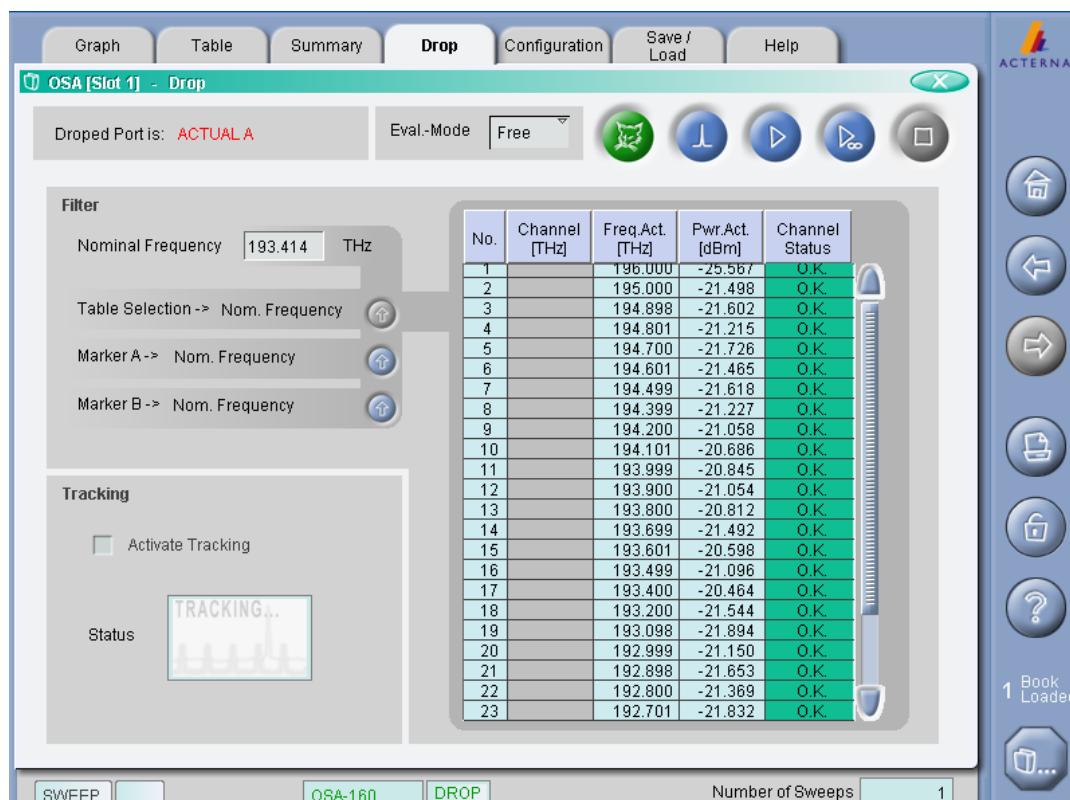 Graph Table Summary Drop Configuration Save / Load Help
ACTERNA
OSA [Slot 1] - Drop
Droped Port is: ACTUAL A
Eval.-Mode Free
Filter
Nominal Frequency 193.414 THz
Table Selection -> Nom. Frequency
Marker A -> Nom. Frequency
Marker B -> Nom. Frequency
Tracking
Activate Tracking
Status
TRACKING...
No. Channel [THz] Freq.Act. [THz] Pwr.Act. [dBm] Channel Status
1 196.000 -25.567 O.K.
2 195.000 -21.498 O.K.
3 194.898 -21.602 O.K.
4 194.801 -21.215 O.K.
5 194.700 -21.726 O.K.
6 194.601 -21.465 O.K.
7 194.499 -21.618 O.K.
8 194.399 -21.227 O.K.
9 194.200 -21.058 O.K.
10 194.101 -20.686 O.K.
11 193.999 -20.845 O.K.
12 193.900 -21.054 O.K.
13 193.800 -20.812 O.K.
14 193.699 -21.492 O.K.
15 193.601 -20.598 O.K.
16 193.499 -21.096 O.K.
17 193.400 -20.464 O.K.
18 193.200 -21.544 O.K.
19 193.098 -21.894 O.K.
20 192.999 -21.150 O.K.
21 192.898 -21.653 O.K.
22 192.800 -21.369 O.K.
23 192.701 -21.832 O.K.
1 Book
Loaded
SWEEP OSA-160 DROP Number of Sweeps 1